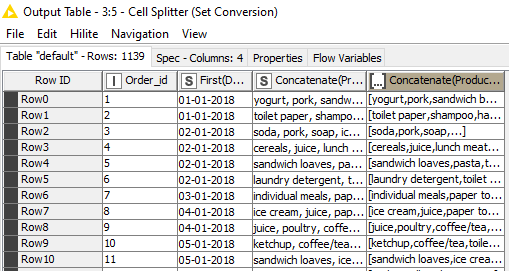 Output Table - 3:5 - Cell Splitter (Set Conversion)
File Edit Hilite Navigation View
Table "default" - Rows: 1139 Spec - Columns: 4 Properties Flow Variables
Row ID I Order_id S First(D... S Concatenate(Pr... [...] Concatenate(Produc...
Row0 1 01-01-2018 yogurt, pork, sandw... [yogurt,pork,sandwich b...
Row1 2 01-01-2018 toilet paper, shampo... [toilet paper,shampoo,ha...
Row2 3 02-01-2018 soda, pork, soap, ic... [soda,pork,soap,...]
Row3 4 02-01-2018 cereals, juice, lunch ... [cereals,juice,lunch meat...
Row4 5 02-01-2018 sandwich loaves, pa... [sandwich loaves,pasta,t...
Row5 6 02-01-2018 laundry detergent, t... [laundry detergent,toilet ...
Row6 7 03-01-2018 individual meals, pap... [individual meals,paper t...
Row7 8 04-01-2018 ice cream, juice, pap... [ice cream,juice,paper to...
Row8 9 04-01-2018 juice, poultry, coffe... [juice,poultry,coffee/tea,...
Row9 10 05-01-2018 ketchup, coffee/tea... [ketchup,coffee/tea,toile...
Row10 11 05-01-2018 sandwich loaves, ice... [sandwich loaves,ice cre...